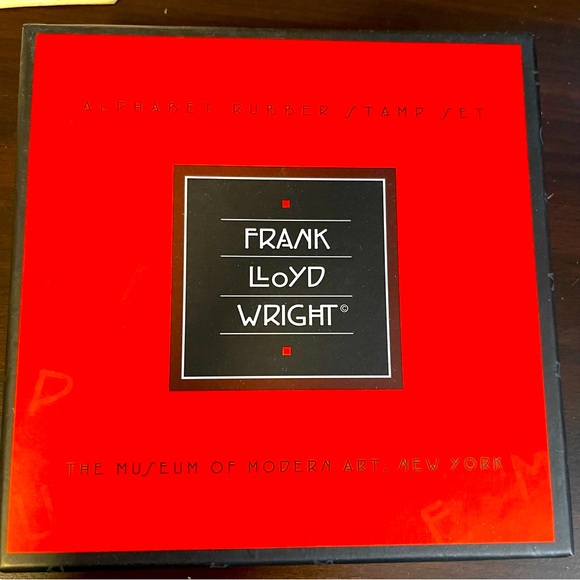 ALPHABET RUBBER STAMP SET
FRANK
LLOYD
WRIGHT©
THE MUSEUM OF MODERN ART, NEW YORK